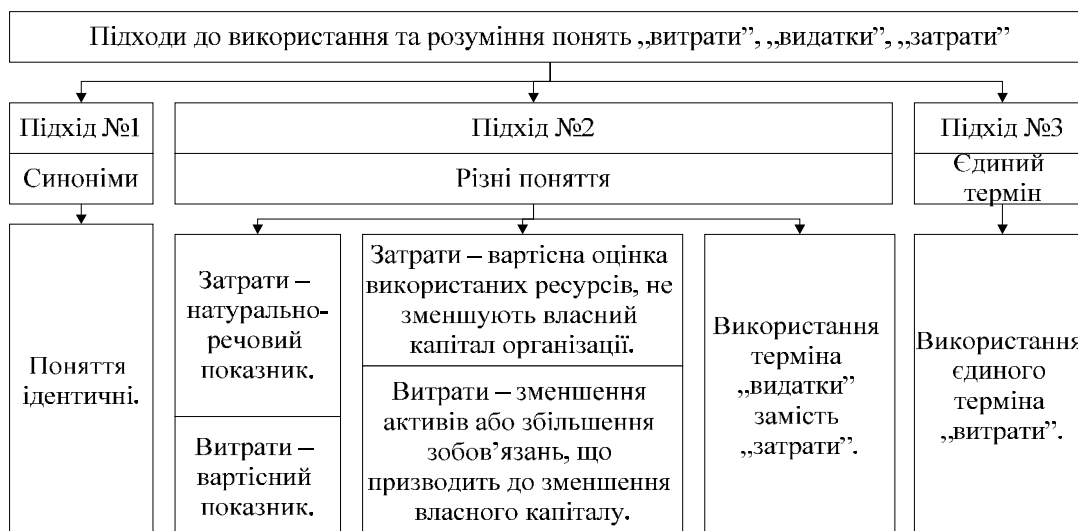 Підходи до використання та розуміння понять „витрати”, „видатки”, „затрати”
Підхід №1
Синоніми
Поняття
ідентичні.
Підхід №2
Різні поняття
Затрати –
натурально-
речовий
показник.
Витрати –
вартісний
показник.
Затрати – вартісна оцінка
використаних ресурсів, не
зменшують власний
капітал організації.
Витрати – зменшення
активів або збільшення
зобов’язань, що
призводить до зменшення
власного капіталу.
Використання
терміна
„видатки”
замість
„затрати”.
Підхід №3
Єдиний
термін
Використання
єдиного
терміна
„витрати”.